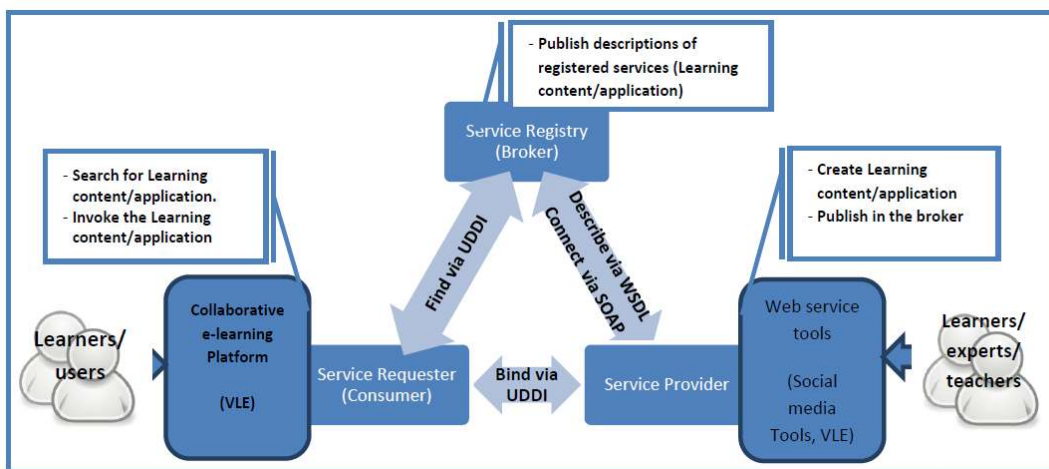 - Publish descriptions of
registered services (Learning
content/application)
Service Registry
(Broker)
- Search for Learning
content/application.
- Invoke the Learning
content/application
- Create Learning
content/application
- Publish in the broker
Find via UDDI
Describe via WSDL
Connect via SOAP
Learners/
users
Collaborative
e-learning
Platform
(VLE)
Service Requester
(Consumer)
Bind via
UDDI
Service Provider
Web service
tools
(Social
media
Tools, VLE)
Learners/
experts/
teachers